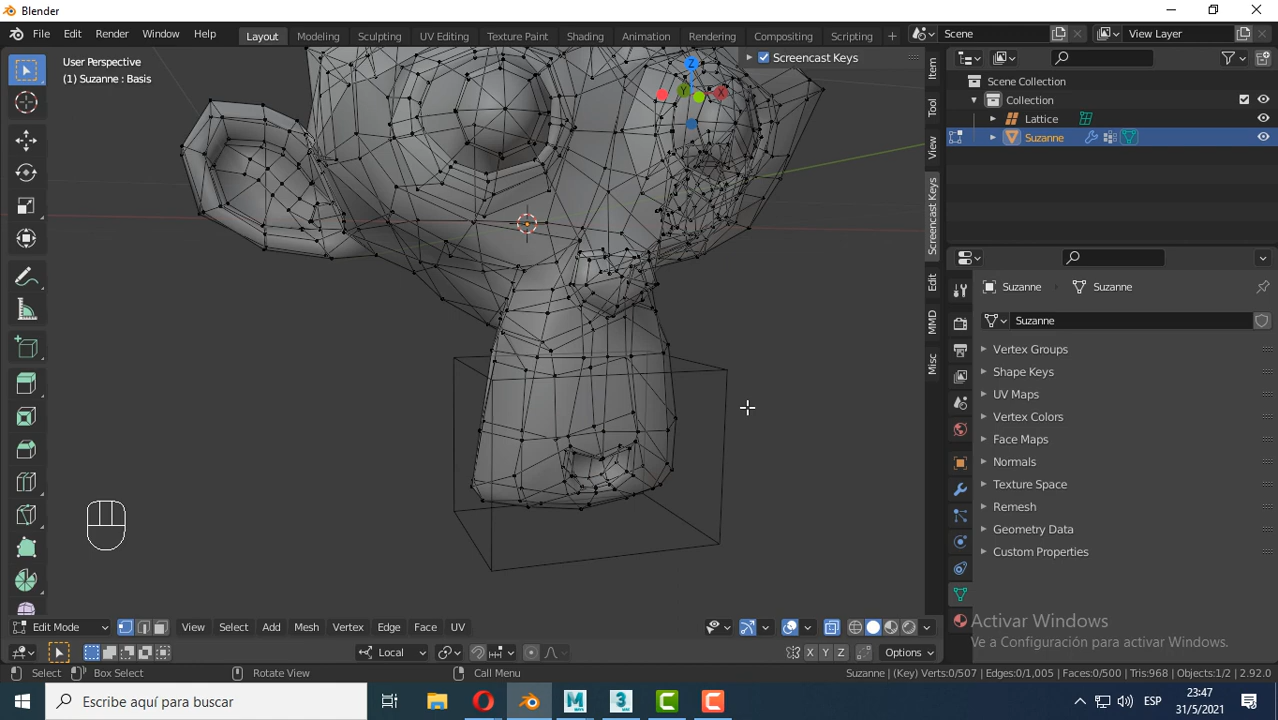 Blender
File Edit Render Window Help
Layout Modeling Sculpting UV Editing Texture Paint Shading Animation Rendering Compositing Scripting +
Scene
View Layer
User Perspective
(1) Suzanne : Basis
Screencast Keys
Z
Y
X
Item
Tool
View
Screencast Keys
Edit
MMD
Misc
Scene Collection
Collection
Lattice
Suzanne
Suzanne
Suzanne
Suzanne
Vertex Groups
Shape Keys
UV Maps
Vertex Colors
Face Maps
Normals
Texture Space
Remesh
Geometry Data
Custom Properties
Activar Windows
Ve a Configuración para activar Windows.
Edit Mode
View Select Add Mesh Vertex Edge Face UV
Local
X Y Z
Options
Select
Box Select
Rotate View
Call Menu
Suzanne | (Key) Verts:0/507 | Edges:0/1,005 | Faces:0/500 | Tris:968 | Objects:1/2 | 2.92.0
Escribe aquí para buscar
ESP
23:47
31/5/2021